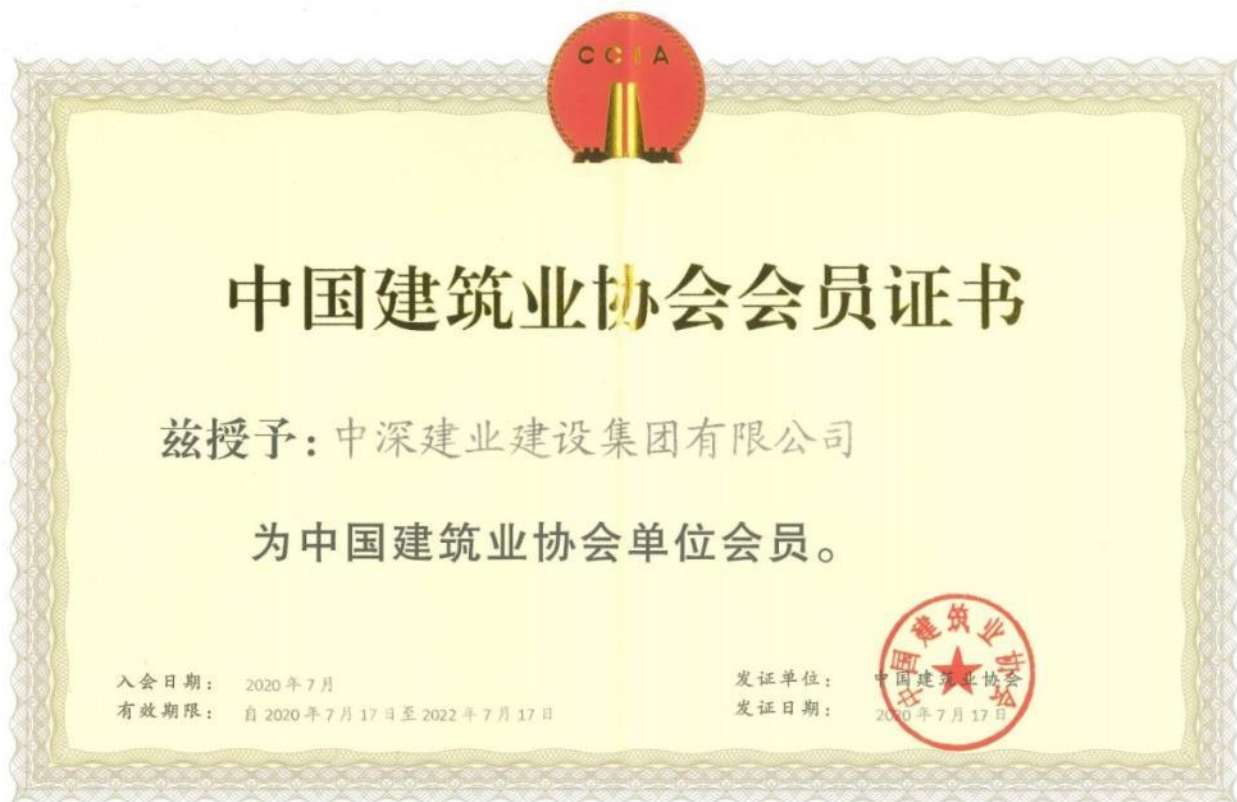 CCIA
中国建筑业协会会员证书
兹授予：中深建业建设集团有限公司
为中国建筑业协会单位会员。
入会日期： 2020年7月
有效期限： 自2020年7月17日至2022年7月17日
发证单位： 中国建筑业协会
发证日期： 2020年7月17日
中国建筑业协会